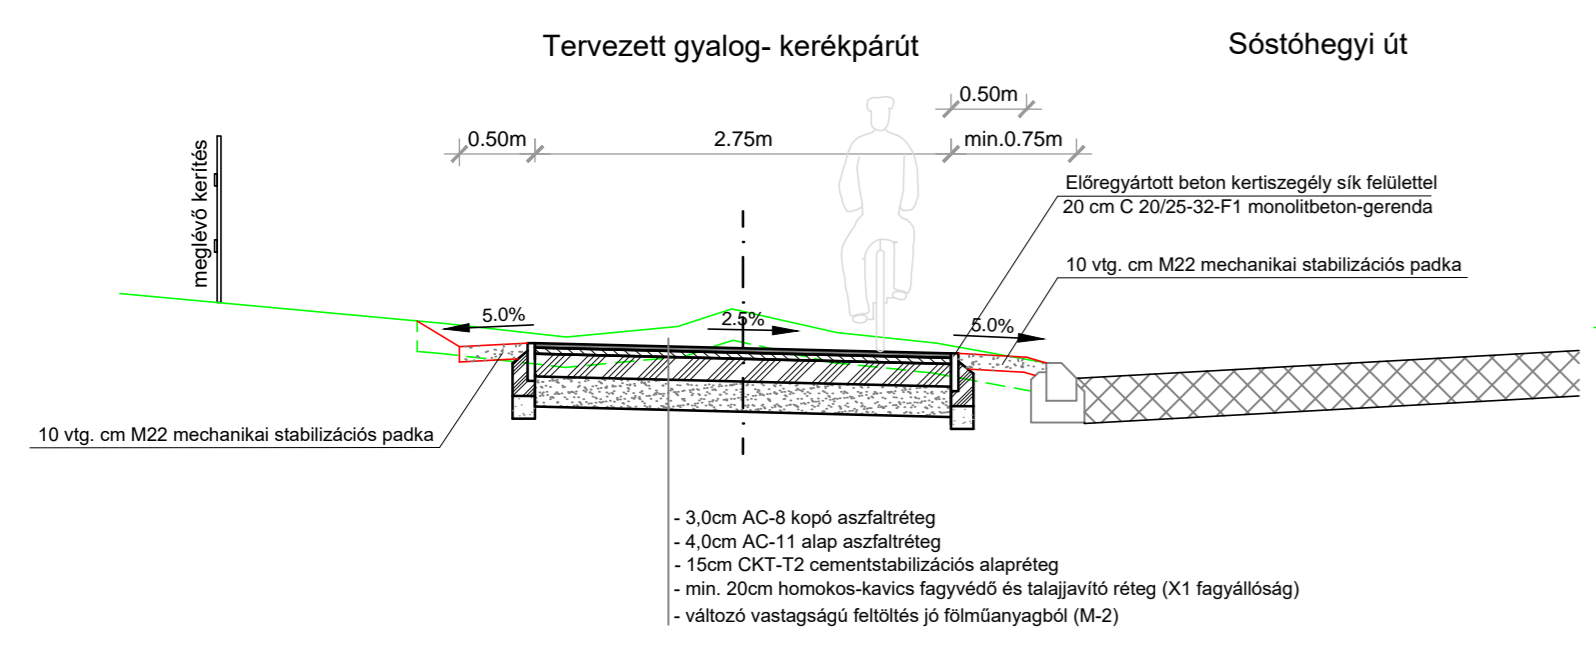 Tervezett gyalog- kerékpárút
Sóstóhegyi út
0.50m
0.50m
2.75m
min.0.75m
meglévő kerítés
Előregyártott beton kertiszegély sík felülettel
20 cm C 20/25-32-F1 monolitbeton-gerenda
10 vtg. cm M22 mechanikai stabilizációs padka
5.0%
2.5%
5.0%
10 vtg. cm M22 mechanikai stabilizációs padka
- 3,0cm AC-8 kopó aszfaltréteg
- 4,0cm AC-11 alap aszfaltréteg
- 15cm CKT-T2 cementstabilizációs alapréteg
- min. 20cm homokos-kavics fagyvédő és talajjavító réteg (X1 fagyállóság)
- változó vastagságú feltöltés jó fölműanyagból (M-2)